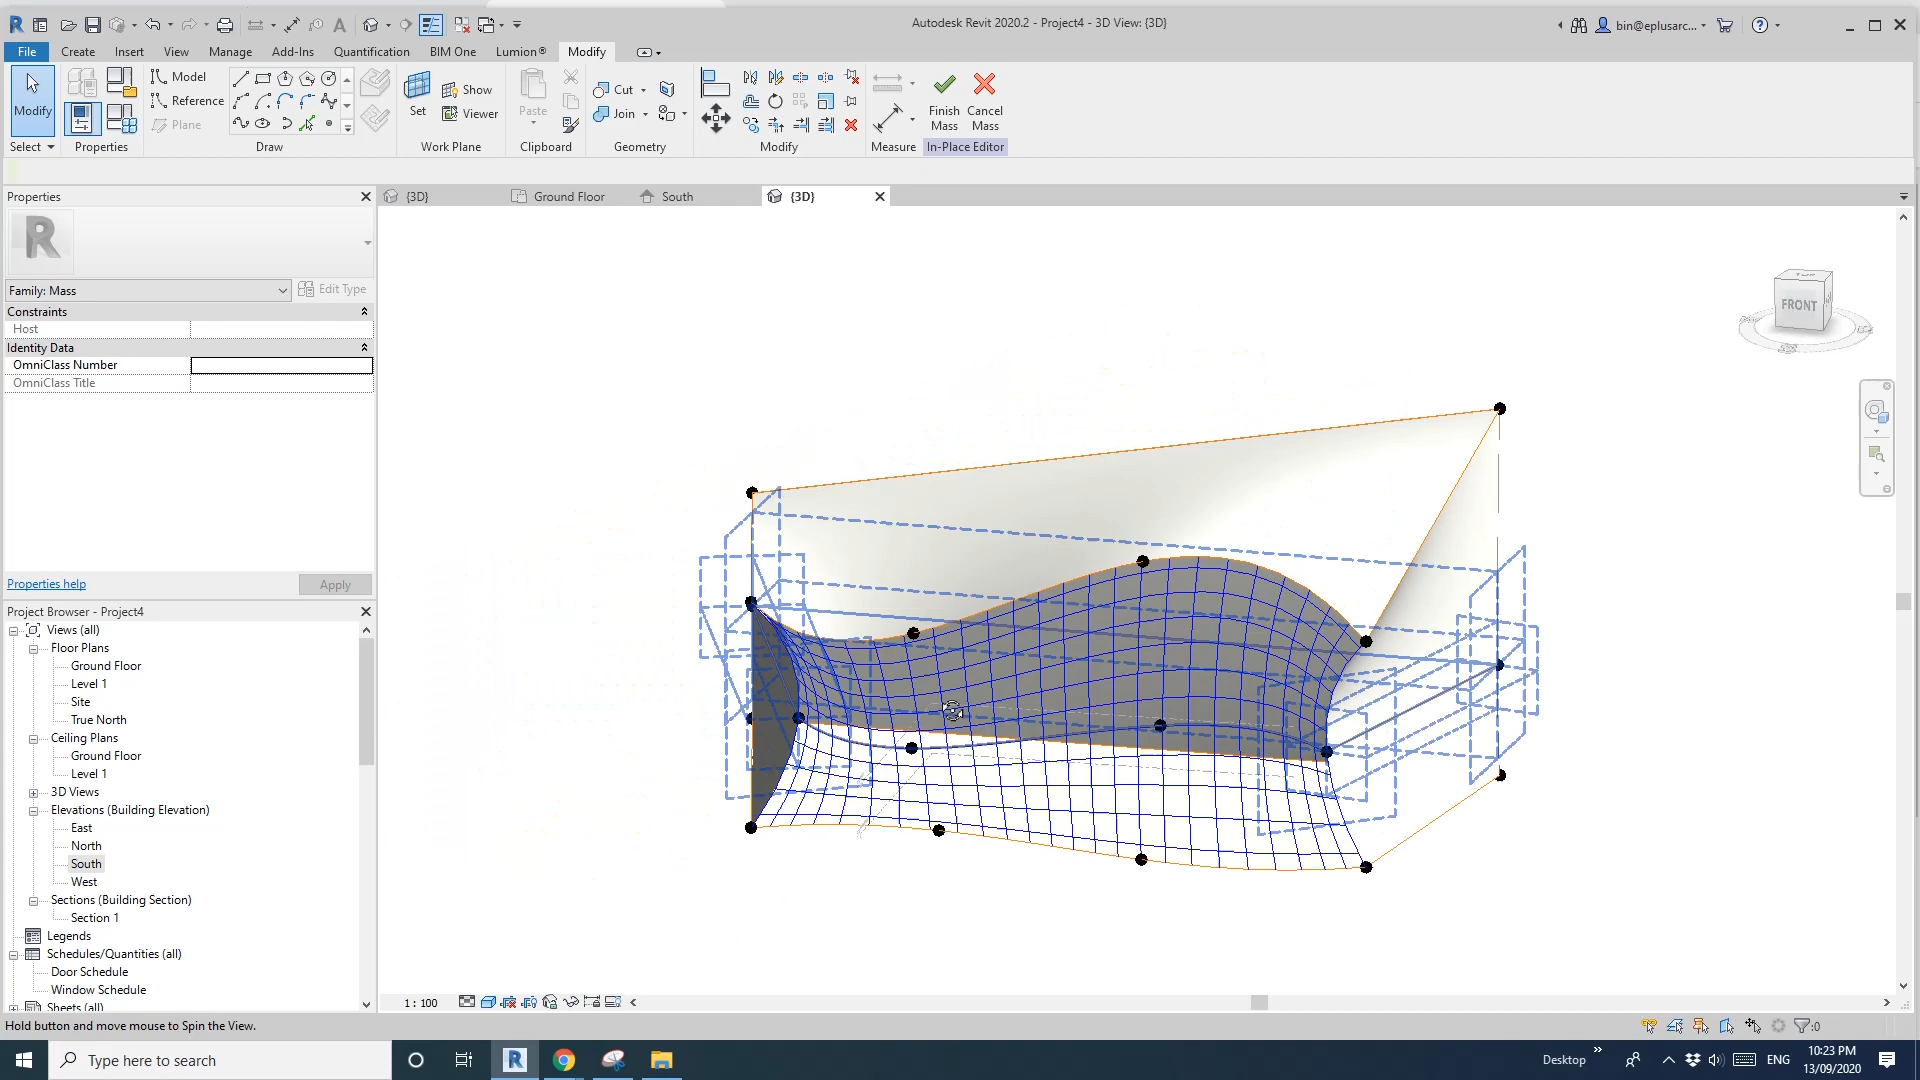 Autodesk Revit 2020.2 - Project4 - 3D View: {3D}
bin@eplusarc...
File Create Insert View Manage Add-Ins Quantification BIM One Lumion® Modify
Modify
Model
Reference
Plane
Set
Show
Viewer
Paste
Cut
Join
Finish Mass
Cancel Mass
Select Properties Draw Work Plane Clipboard Geometry Modify Measure In-Place Editor
Properties
{3D} Ground Floor South {3D}
Family: Mass
Edit Type
Constraints
Host
Identity Data
OmniClass Number
OmniClass Title
FRONT
Properties help
Apply
Project Browser - Project4
Views (all)
Floor Plans
Ground Floor
Level 1
Site
True North
Ceiling Plans
Ground Floor
Level 1
3D Views
Elevations (Building Elevation)
East
North
South
West
Sections (Building Section)
Section 1
Legends
Schedules/Quantities (all)
Door Schedule
Window Schedule
Sheets (all)
1 : 100
Hold button and move mouse to Spin the View.
:0
Type here to search
Desktop
ENG
10:23 PM
13/09/2020